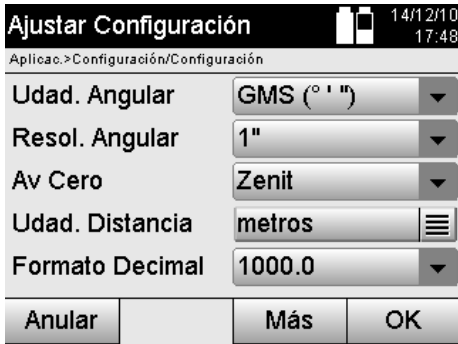 Ajustar Configuración
14/12/10
17:48
Aplicac.>Configuración/Configuración
Udad. Angular GMS (° ' ")
Resol. Angular 1"
Av Cero Zenit
Udad. Distancia metros
Formato Decimal 1000.0
Anular Más OK